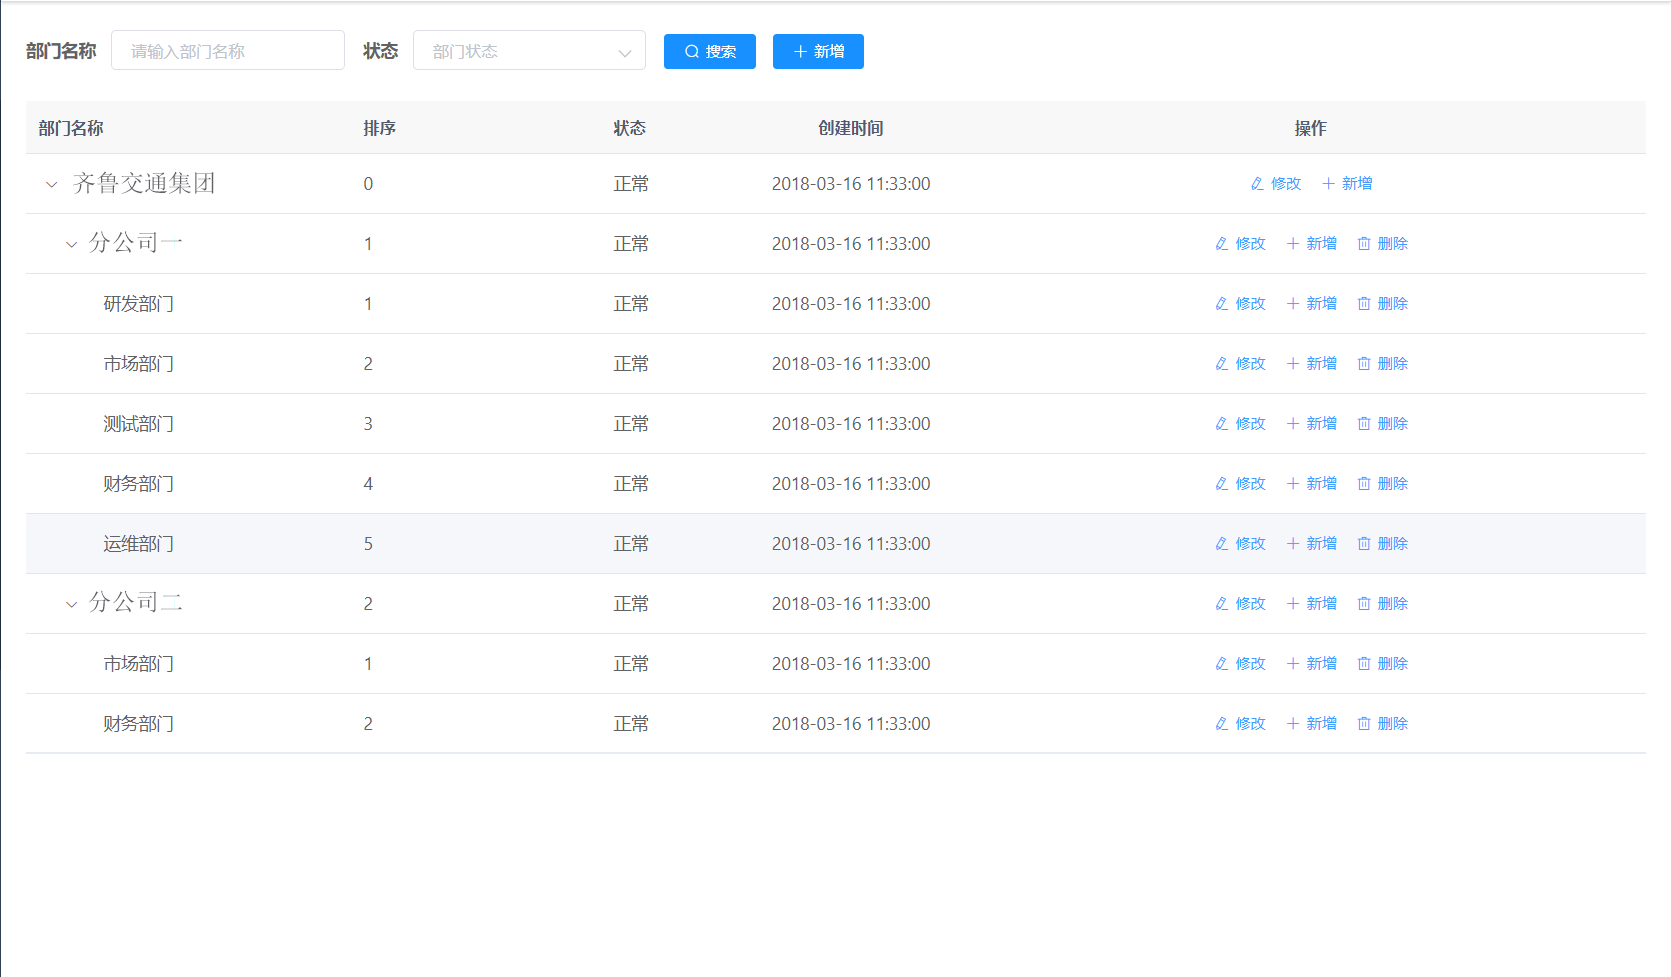 部门名称 请输入部门名称 状态 部门状态 搜索 新增
部门名称 排序 状态 创建时间 操作
齐鲁交通集团 0 正常 2018-03-16 11:33:00 修改 新增
分公司一 1 正常 2018-03-16 11:33:00 修改 新增 删除
研发部门 1 正常 2018-03-16 11:33:00 修改 新增 删除
市场部门 2 正常 2018-03-16 11:33:00 修改 新增 删除
测试部门 3 正常 2018-03-16 11:33:00 修改 新增 删除
财务部门 4 正常 2018-03-16 11:33:00 修改 新增 删除
运维部门 5 正常 2018-03-16 11:33:00 修改 新增 删除
分公司二 2 正常 2018-03-16 11:33:00 修改 新增 删除
市场部门 1 正常 2018-03-16 11:33:00 修改 新增 删除
财务部门 2 正常 2018-03-16 11:33:00 修改 新增 删除